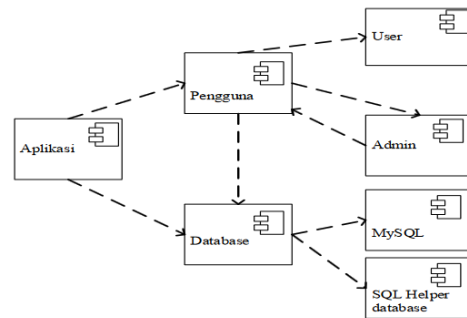 User
Pengguna
Aplikasi
Admin
Database
MySQL
SQL Helper
database